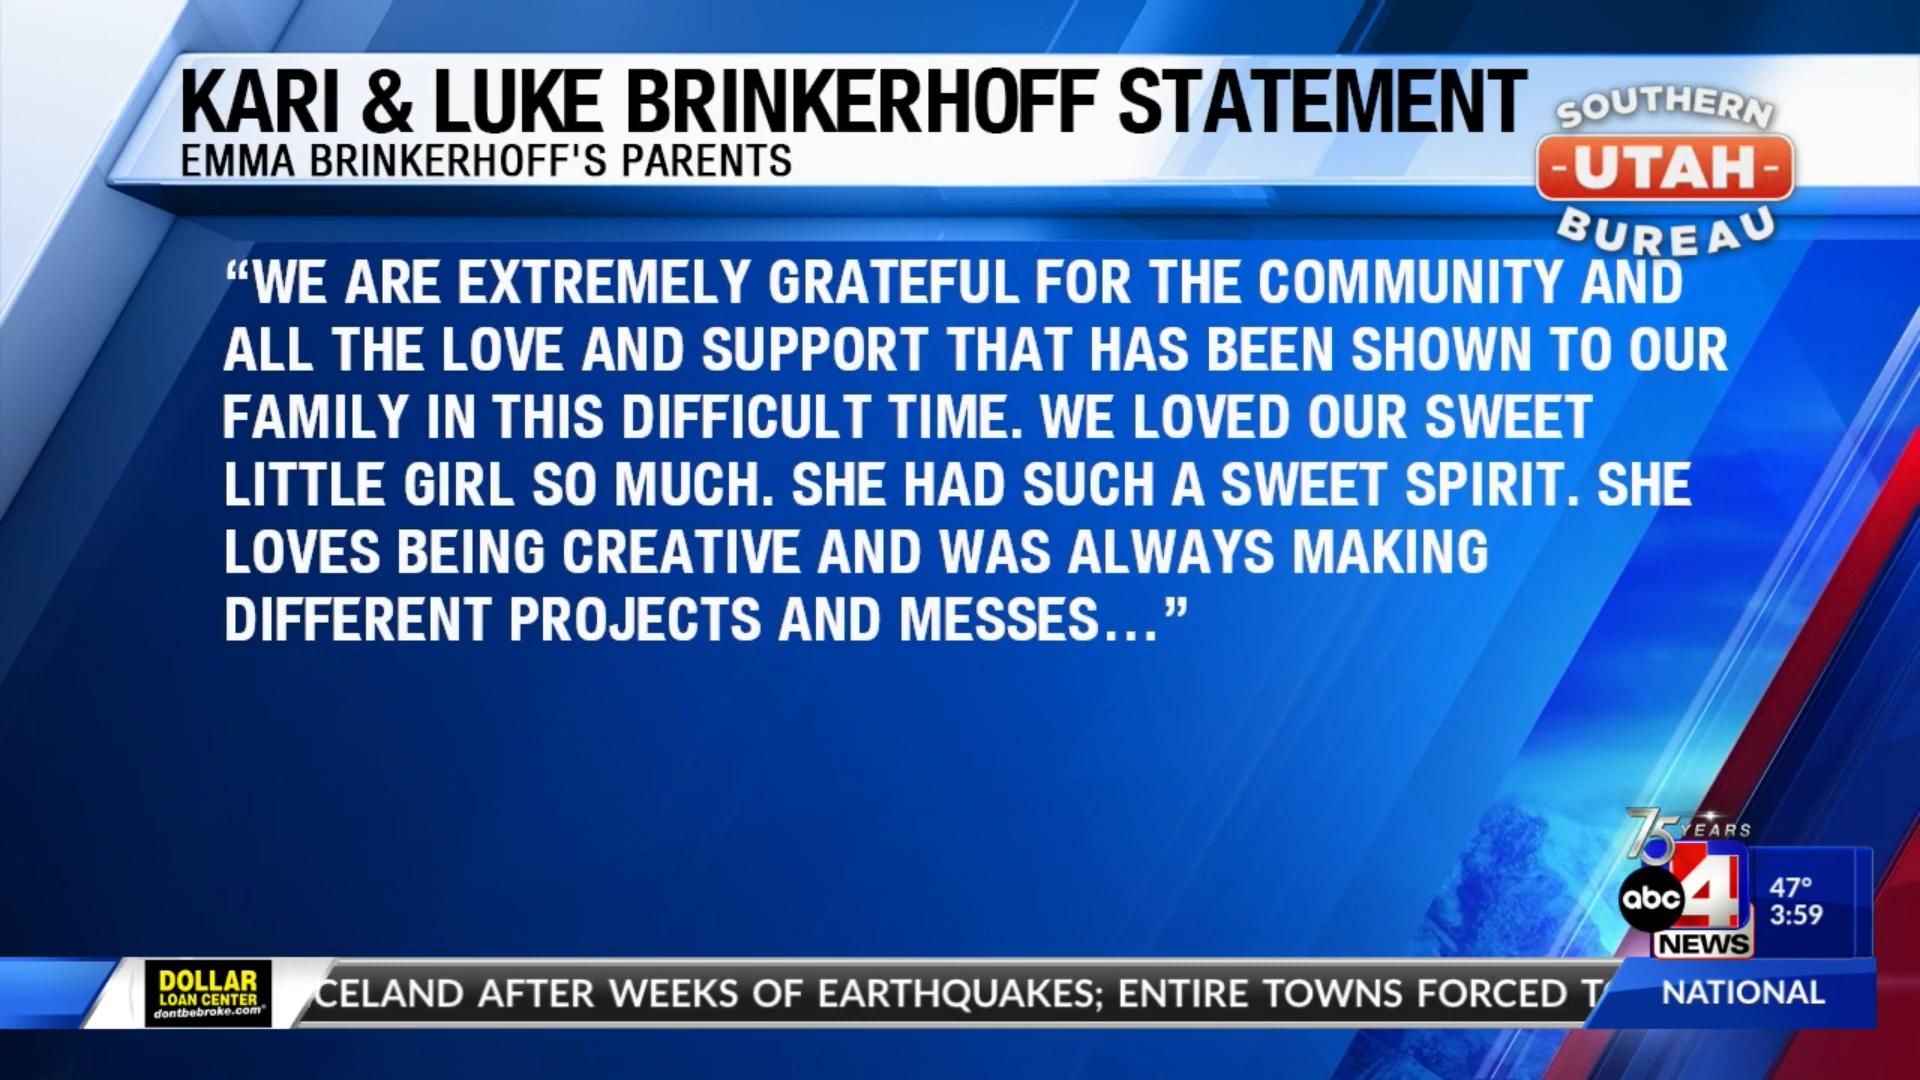 KARI & LUKE BRINKERHOFF STATEMENT
EMMA BRINKERHOFF'S PARENTS
SOUTHERN
-UTAH-
BUREAU
“WE ARE EXTREMELY GRATEFUL FOR THE COMMUNITY AND
ALL THE LOVE AND SUPPORT THAT HAS BEEN SHOWN TO OUR
FAMILY IN THIS DIFFICULT TIME. WE LOVED OUR SWEET
LITTLE GIRL SO MUCH. SHE HAD SUCH A SWEET SPIRIT. SHE
LOVES BEING CREATIVE AND WAS ALWAYS MAKING
DIFFERENT PROJECTS AND MESSES...”
75 YEARS
abc 4
NEWS
47°
3:59
DOLLAR
LOAN CENTER
dontbebroke.com
CELAND AFTER WEEKS OF EARTHQUAKES; ENTIRE TOWNS FORCED T
NATIONAL